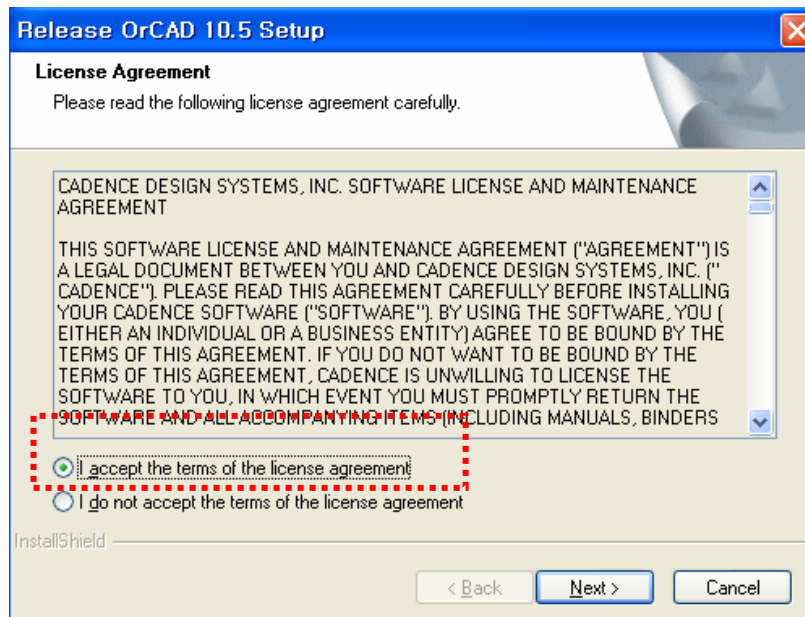 Release OrCAD 10.5 Setup
License Agreement
Please read the following license agreement carefully.
CADENCE DESIGN SYSTEMS, INC. SOFTWARE LICENSE AND MAINTENANCE
AGREEMENT
THIS SOFTWARE LICENSE AND MAINTENANCE AGREEMENT ("AGREEMENT") IS
A LEGAL DOCUMENT BETWEEN YOU AND CADENCE DESIGN SYSTEMS, INC. ("
CADENCE"). PLEASE READ THIS AGREEMENT CAREFULLY BEFORE INSTALLING
YOUR CADENCE SOFTWARE ("SOFTWARE"). BY USING THE SOFTWARE, YOU (
EITHER AN INDIVIDUAL OR A BUSINESS ENTITY) AGREE TO BE BOUND BY THE
TERMS OF THIS AGREEMENT. IF YOU DO NOT WANT TO BE BOUND BY THE
TERMS OF THIS AGREEMENT, CADENCE IS UNWILLING TO LICENSE THE
SOFTWARE TO YOU, IN WHICH EVENT YOU MUST PROMPTLY RETURN THE
SOFTWARE AND ALL ACCOMPANYING ITEMS (INCLUDING MANUALS, BINDERS
I accept the terms of the license agreement
I do not accept the terms of the license agreement
InstallShield
< Back
Next >
Cancel